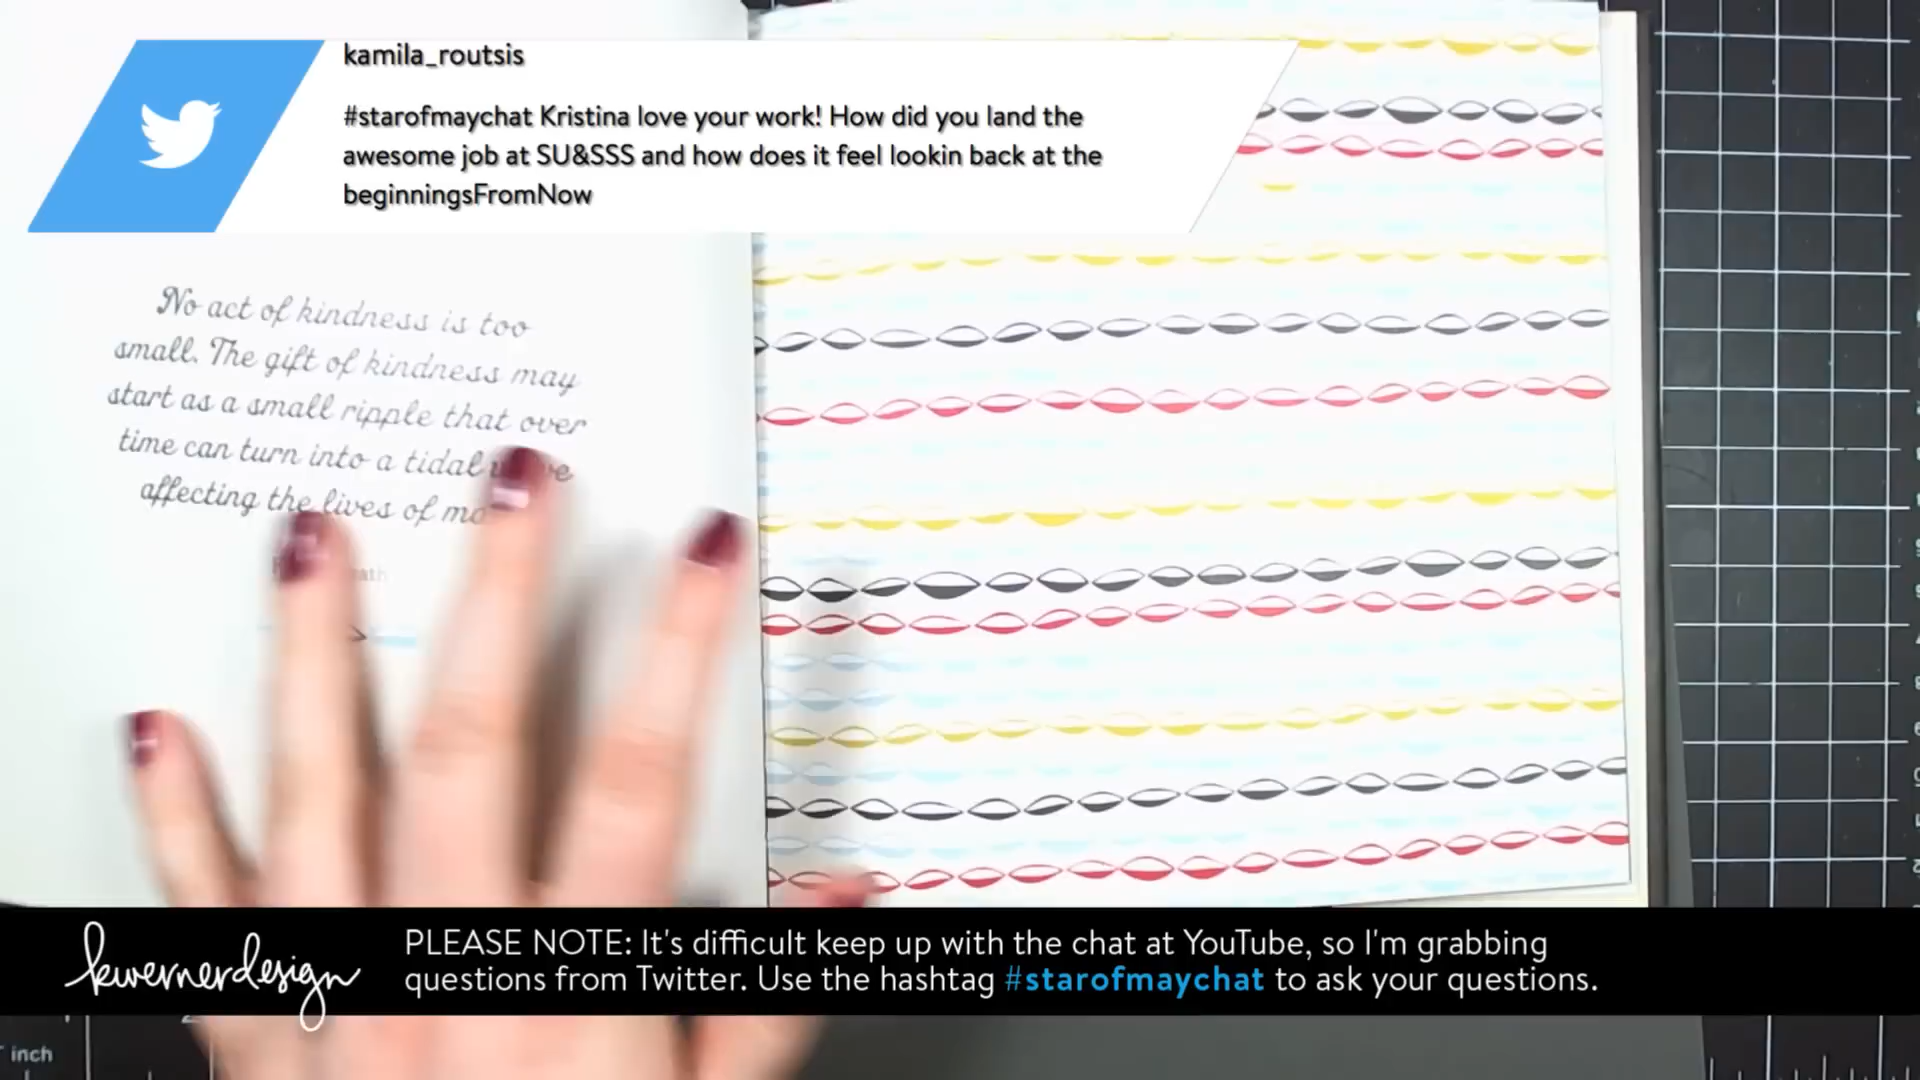 kamila_routsis
#starofmaychat Kristina love your work! How did you land the
awesome job at SU&SSS and how does it feel lookin back at the
beginningsFromNow
No act of kindness is too
small. The gift of kindness may
start as a small ripple that over
time can turn into a tidal
affecting the lives of
kwernerdesign
PLEASE NOTE: It's difficult keep up with the chat at YouTube, so I'm grabbing
questions from Twitter. Use the hashtag #starofmaychat to ask your questions.
inch